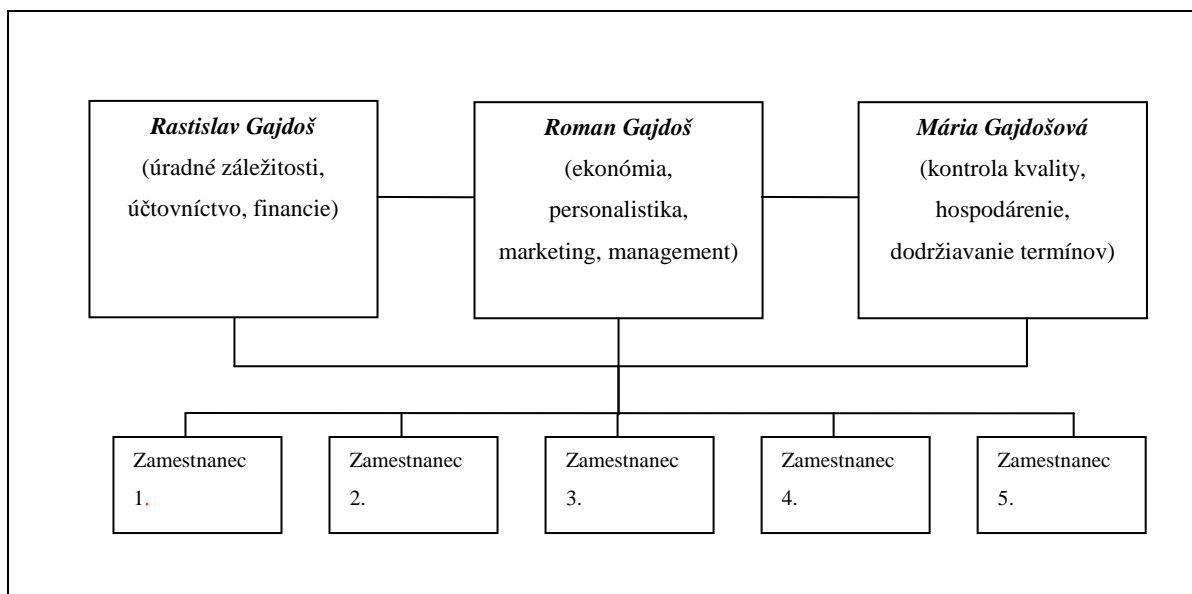 Rastislav Gajdoš
(úradné záležitosti,
účtovníctvo, financie)
Roman Gajdoš
(ekonómia,
personalistika,
marketing, management)
Mária Gajdošová
(kontrola kvality,
hospodárenie,
dodržiavanie termínov)
Zamestnanec
1.
Zamestnanec
2.
Zamestnanec
3.
Zamestnanec
4.
Zamestnanec
5.